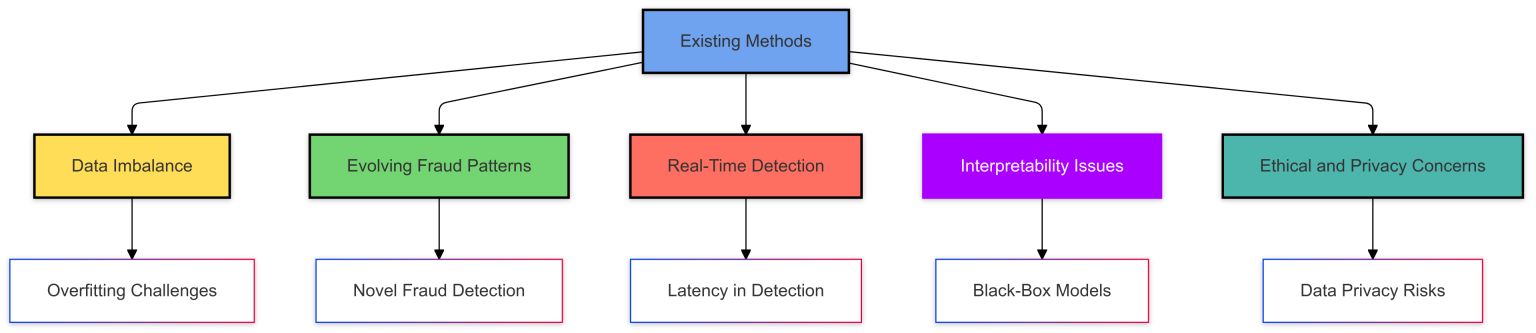 Existing Methods
Data Imbalance
Evolving Fraud Patterns
Real-Time Detection
Interpretability Issues
Ethical and Privacy Concerns
Overfitting Challenges
Novel Fraud Detection
Latency in Detection
Black-Box Models
Data Privacy Risks